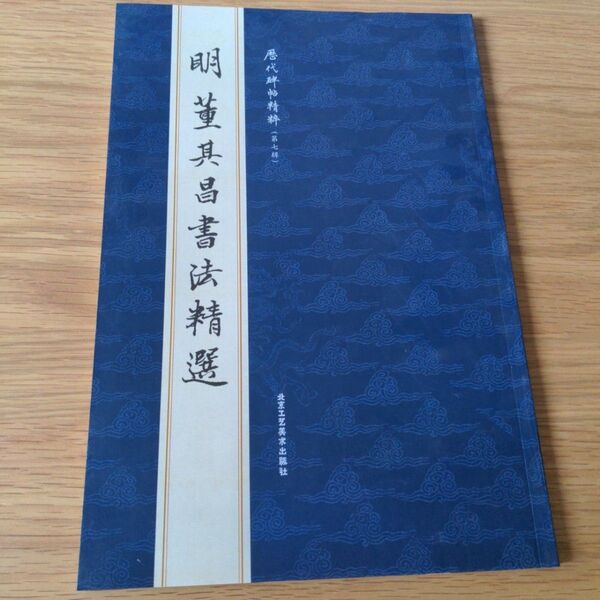 明董其昌書法精選
歷代碑帖精粹(第七輯)
北京工艺美术出版社